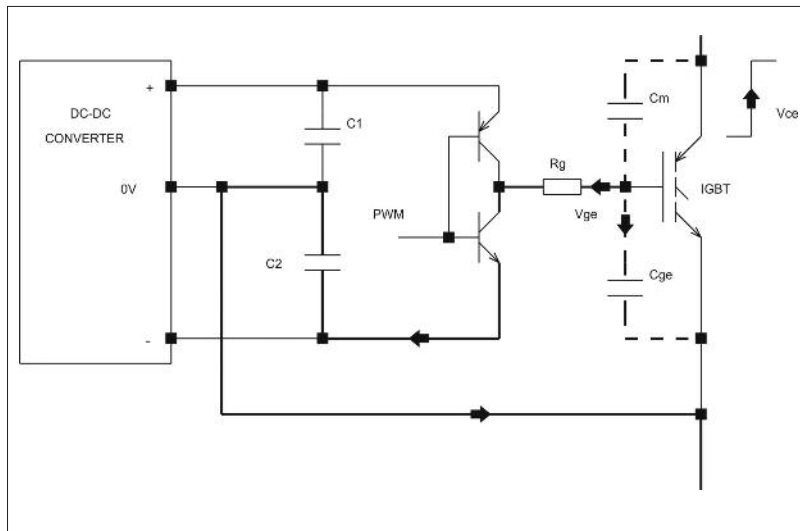 +
DC-DC
CONVERTER
0V
-
C1
C2
PWM
Rg
Vge
Cm
Cge
IGBT
Vce